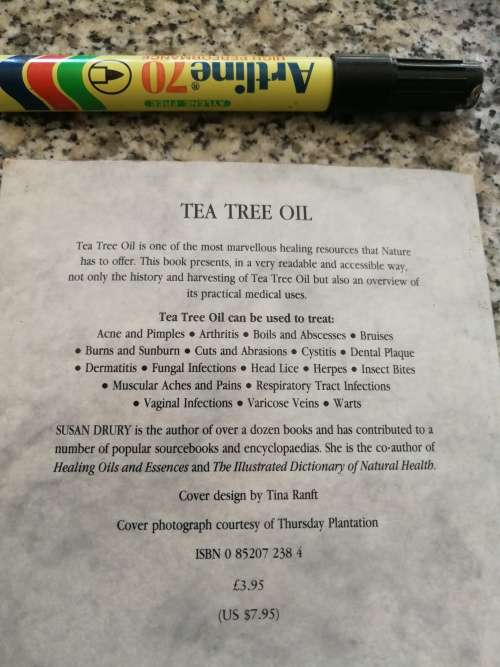 Artline® 70
HIGH PERFORMANCE
XYLENE-FREE
TEA TREE OIL
Tea Tree Oil is one of the most marvellous healing resources that Nature
has to offer. This book presents, in a very readable and accessible way,
not only the history and harvesting of Tea Tree Oil but also an overview of
its practical medical uses.
Tea Tree Oil can be used to treat:
Acne and Pimples • Arthritis • Boils and Abscesses • Bruises
• Burns and Sunburn • Cuts and Abrasions • Cystitis • Dental Plaque
• Dermatitis • Fungal Infections • Head Lice • Herpes • Insect Bites
• Muscular Aches and Pains • Respiratory Tract Infections
• Vaginal Infections • Varicose Veins • Warts
SUSAN DRURY is the author of over a dozen books and has contributed to a
number of popular sourcebooks and encyclopaedias. She is the co-author of
Healing Oils and Essences and The Illustrated Dictionary of Natural Health.
Cover design by Tina Ranft
Cover photograph courtesy of Thursday Plantation
ISBN 0 85207 238 4
£3.95
(US $7.95)